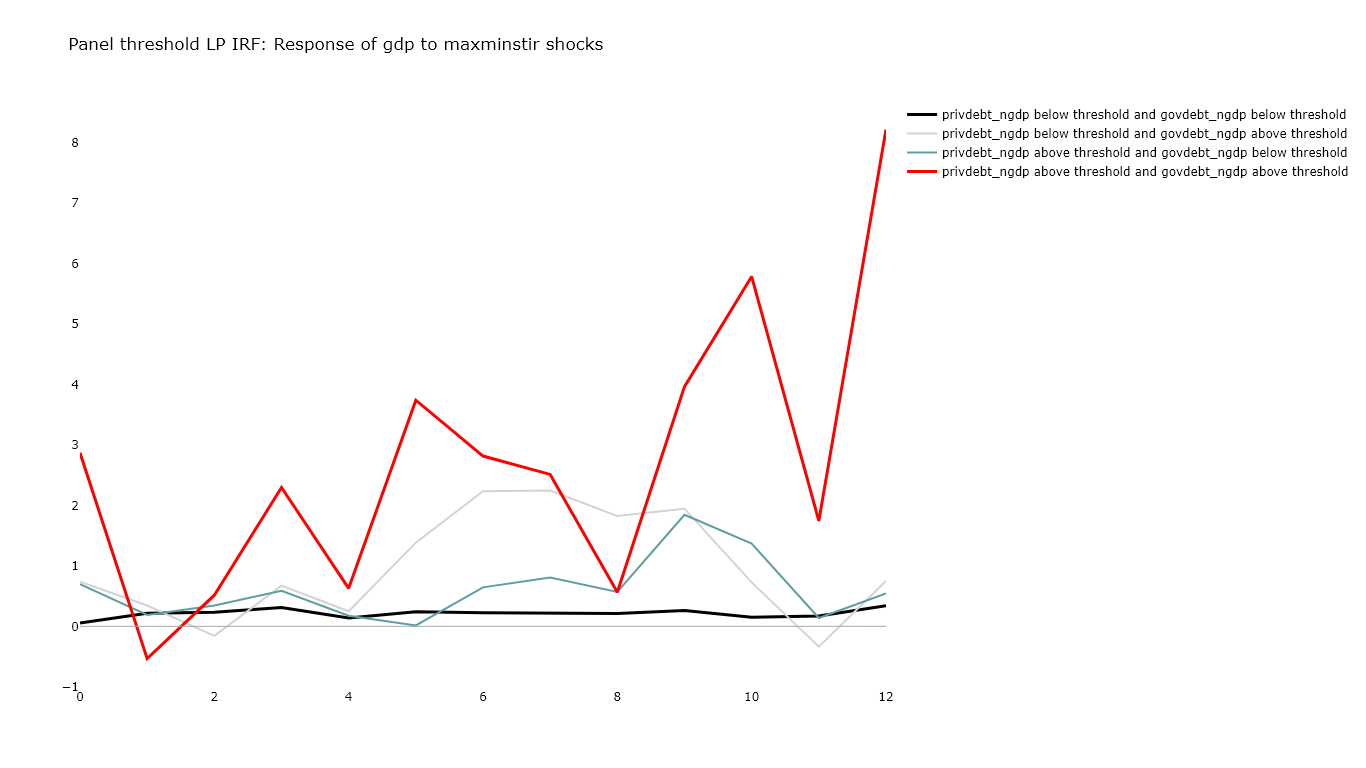 Panel threshold LP IRF: Response of gdp to maxminstir shocks
privdebt_ngdp below threshold and govdebt_ngdp below threshold
privdebt_ngdp below threshold and govdebt_ngdp above threshold
privdebt_ngdp above threshold and govdebt_ngdp below threshold
privdebt_ngdp above threshold and govdebt_ngdp above threshold
8
7
6
5
4
3
2
1
0
−1
0 2 4 6 8 10 12